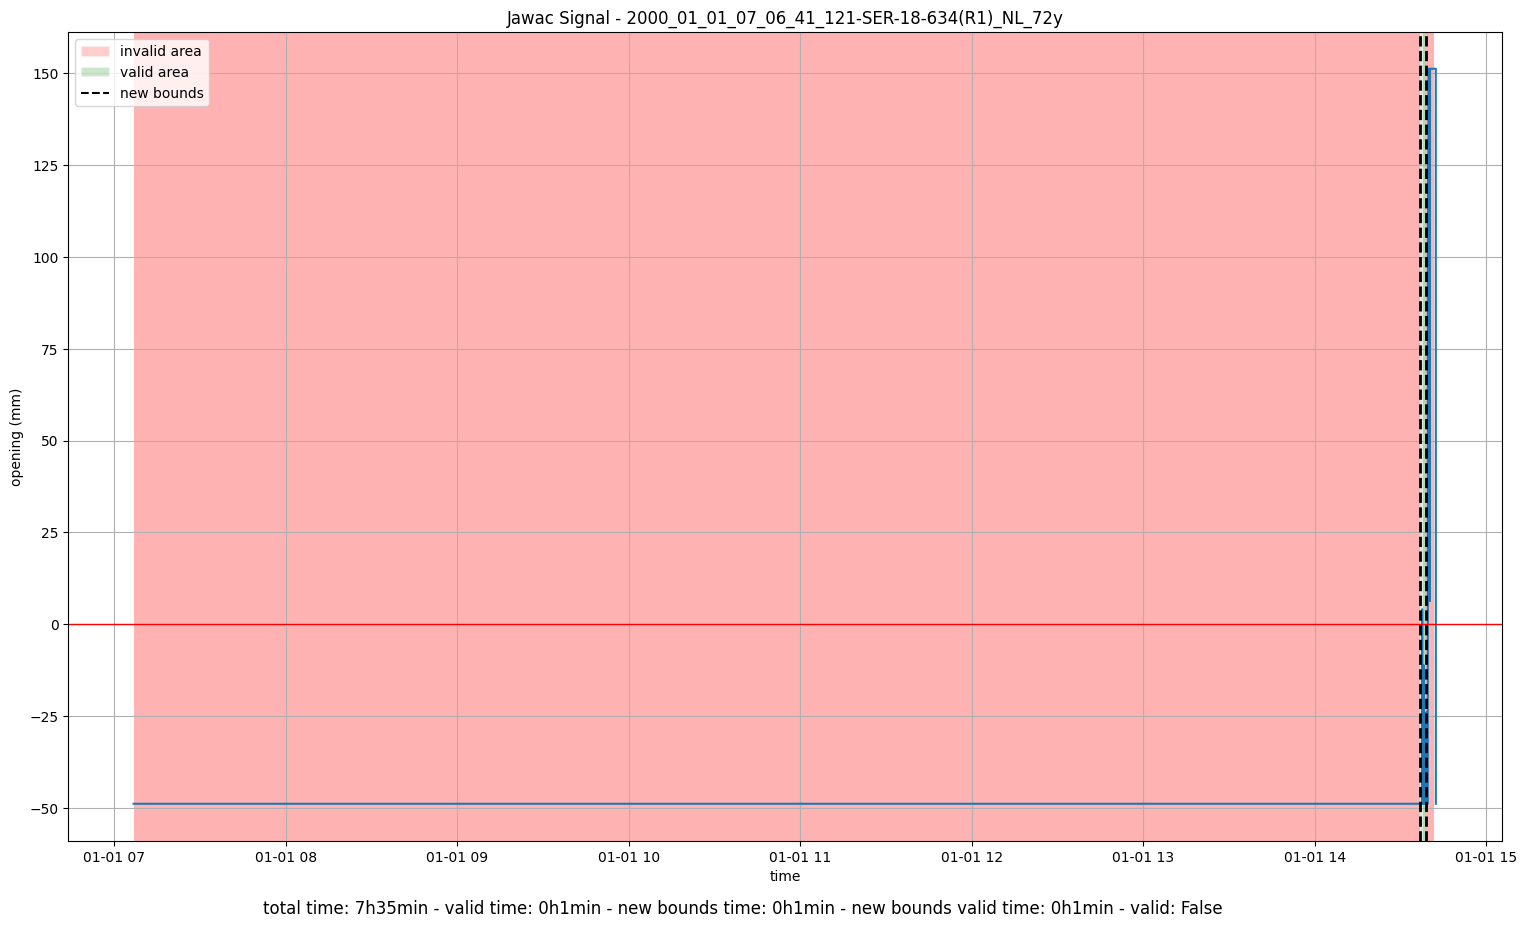 Jawac Signal - 2000_01_01_07_06_41_121-SER-18-634(R1)_NL_72y
invalid area
valid area
new bounds
150
125
100
75
50
25
0
−25
−50
opening (mm)
01-01 07
01-01 08
01-01 09
01-01 10
01-01 11
01-01 12
01-01 13
01-01 14
01-01 15
time
total time: 7h35min - valid time: 0h1min - new bounds time: 0h1min - new bounds valid time: 0h1min - valid: False